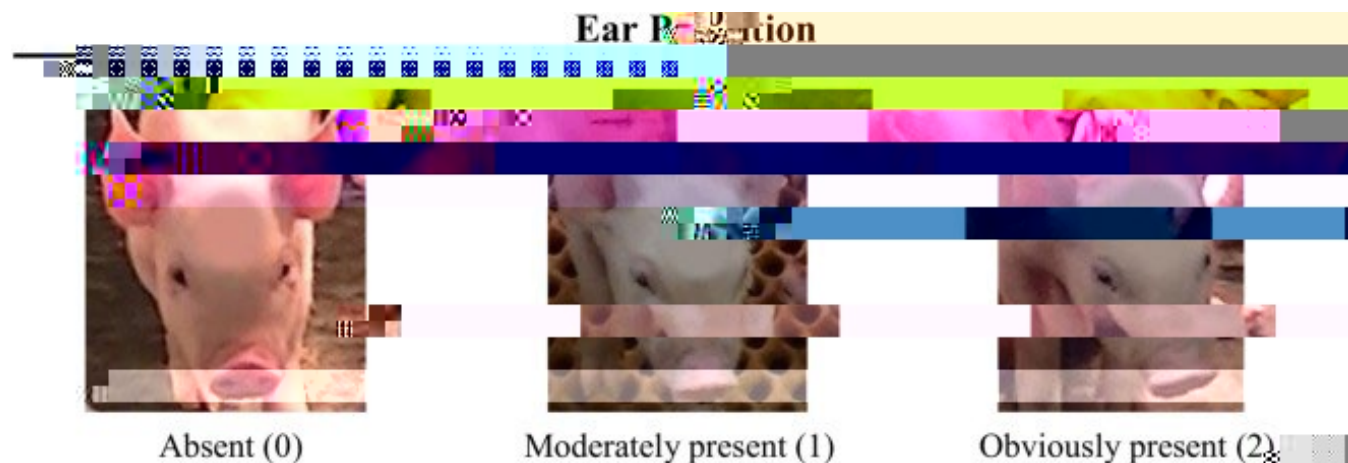 Ear
Absent (0) Moderately present (1) Obviously present (2)